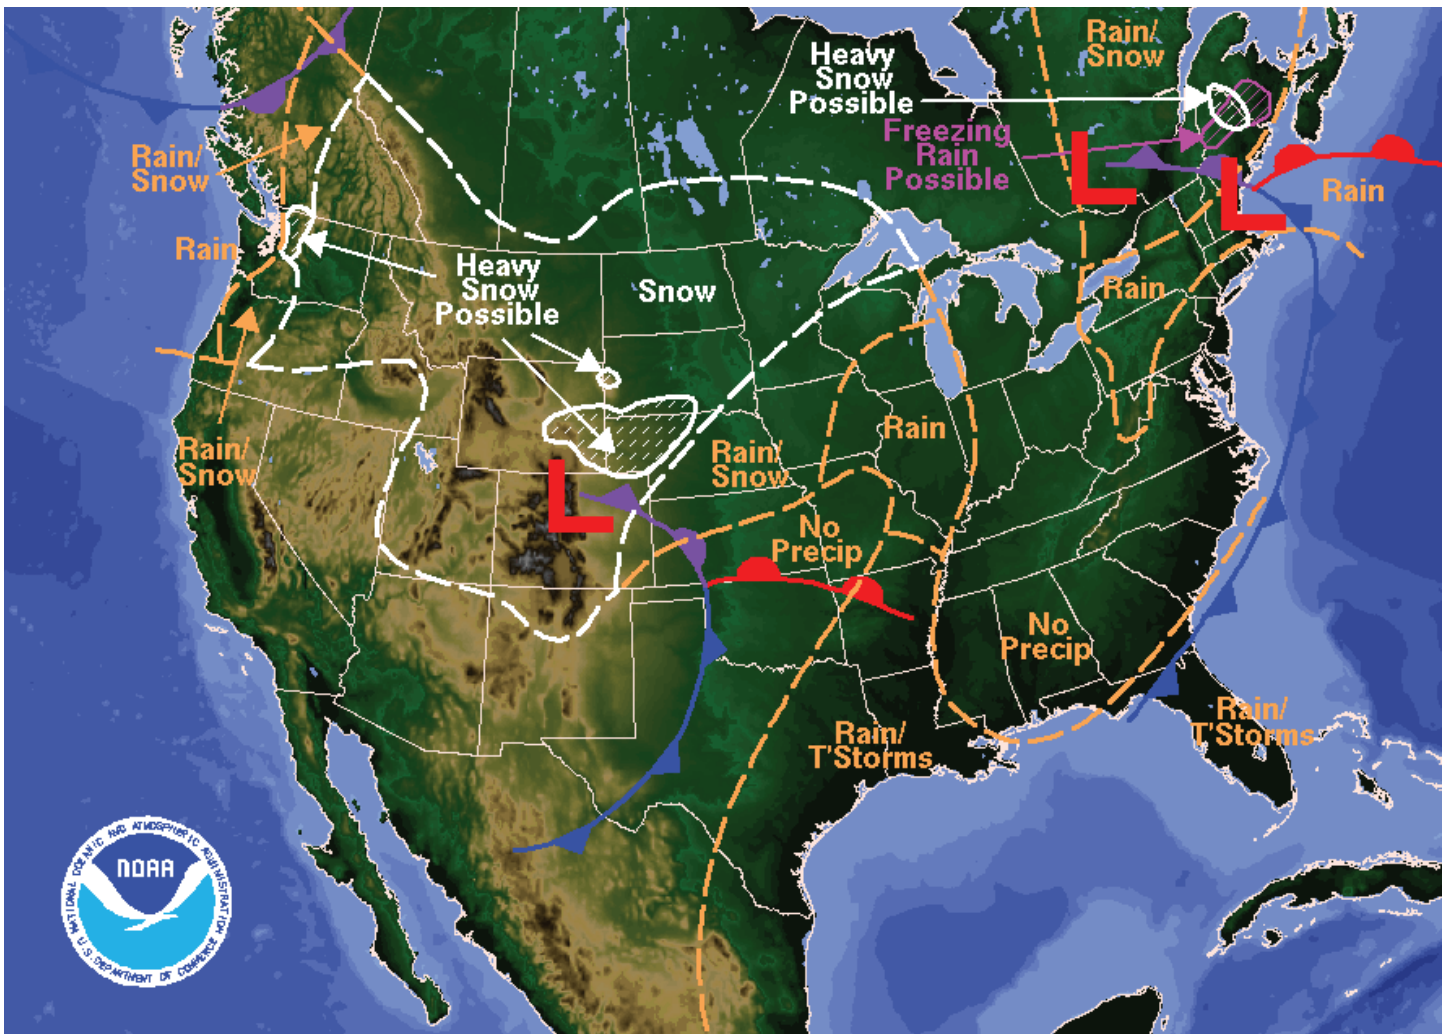 Rain/
Snow
Heavy
Snow
Possible
Freezing
Rain
Possible
L
L
Rain
Rain/
Snow
Rain
Heavy
Snow
Possible
Snow
Rain
Rain/
Snow
Rain/
Snow
Rain
L
No
Precip
No
Precip
Rain/
T'Storms
Rain/
T'Storms
NATIONAL OCEANIC AND ATMOSPHERIC ADMINISTRATION
NOAA
U.S. DEPARTMENT OF COMMERCE